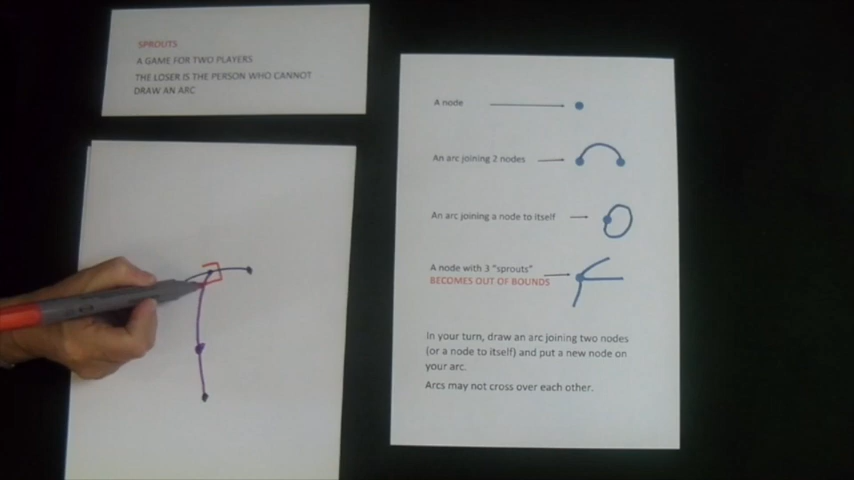 SPROUTS
A GAME FOR TWO PLAYERS
THE LOSER IS THE PERSON WHO CANNOT
DRAW AN ARC
A node
An arc joining 2 nodes
An arc joining a node to itself
A node with 3 "sprouts"
BECOMES OUT OF BOUNDS
In your turn, draw an arc joining two nodes
(or a node to itself) and put a new node on
your arc.
Arcs may not cross over each other.